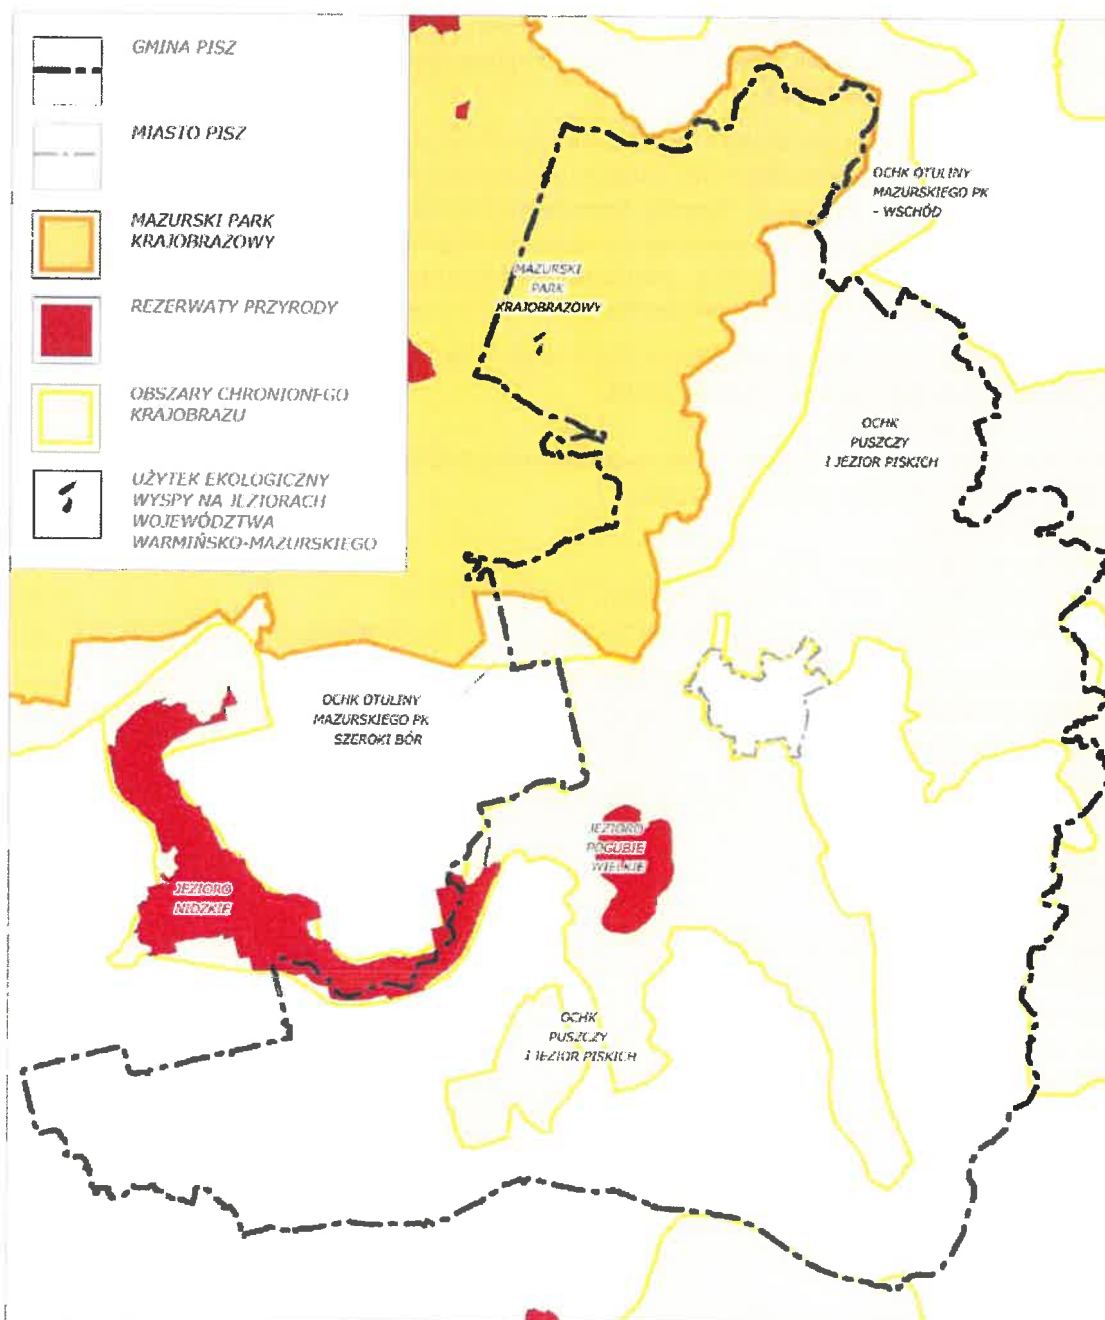 GMINA PISZ
MIASTO PISZ
MAZURSKI PARK
KRAJOBRAZOWY
REZERWATY PRZYRODY
OBSZARY CHRONIONEGO
KRAJOBRAZU
UŻYTEK EKOLOGICZNY
WYSPY NA JEZIORACH
WOJEWÓDZTWA
WARMIŃSKO-MAZURSKIEGO
OCHK OTULINY
MAZURSKIEGO PK
- WSCHÓD
MAZURSKI
PARK
KRAJOBRAZOWY
OCHK
PUSZCZY
I JEZIOR PISKICH
OCHK OTULINY
MAZURSKIEGO PK
SZEROKI BÓR
JEZIORO
POGUBIE
WIELKIE
JEZIORO
NIDZKIE
OCHK
PUSZCZY
I JEZIOR PISKICH